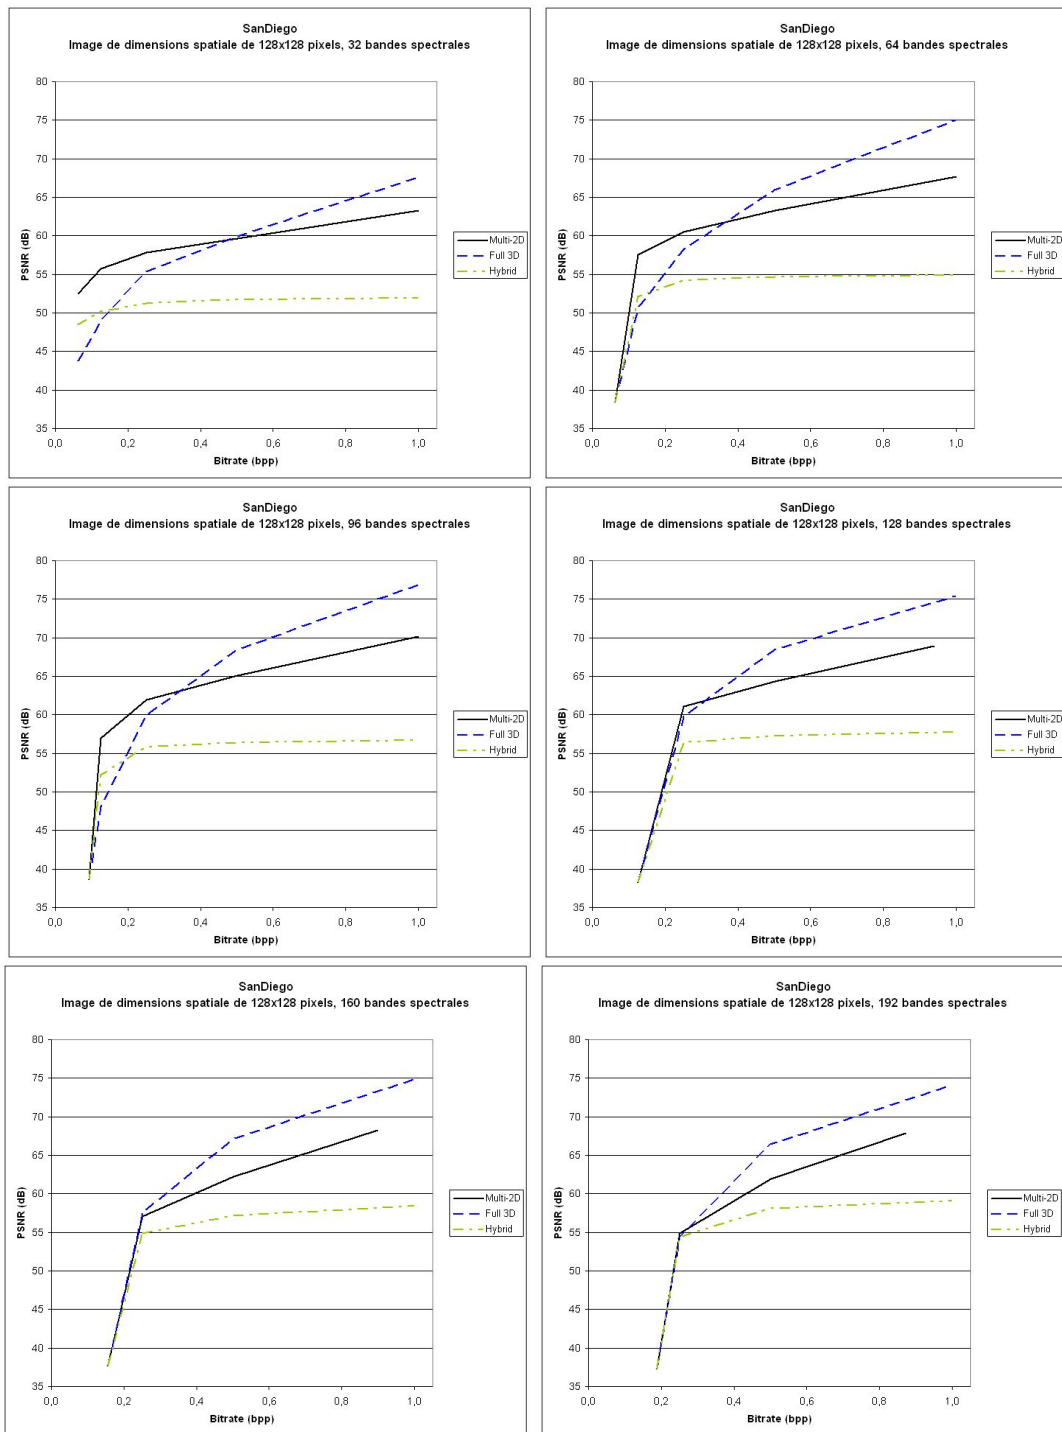 SanDiego
Image de dimensions spatiale de 128x128 pixels, 32 bandes spectrales
80
75
70
65
60
55
50
45
40
35
PSNR (dB)
0,0 0,2 0,4 0,6 0,8 1,0
Bitrate (bpp)
Multi-2D
Full 3D
Hybrid
SanDiego
Image de dimensions spatiale de 128x128 pixels, 64 bandes spectrales
80
75
70
65
60
55
50
45
40
35
PSNR (dB)
0,0 0,2 0,4 0,6 0,8 1,0
Bitrate (bpp)
Multi-2D
Full 3D
Hybrid
SanDiego
Image de dimensions spatiale de 128x128 pixels, 96 bandes spectrales
80
75
70
65
60
55
50
45
40
35
PSNR (dB)
0,0 0,2 0,4 0,6 0,8 1,0
Bitrate (bpp)
Multi-2D
Full 3D
Hybrid
SanDiego
Image de dimensions spatiale de 128x128 pixels, 128 bandes spectrales
80
75
70
65
60
55
50
45
40
35
PSNR (dB)
0,0 0,2 0,4 0,6 0,8 1,0
Bitrate (bpp)
Multi-2D
Full 3D
Hybrid
SanDiego
Image de dimensions spatiale de 128x128 pixels, 160 bandes spectrales
80
75
70
65
60
55
50
45
40
35
PSNR (dB)
0,0 0,2 0,4 0,6 0,8 1,0
Bitrate (bpp)
Multi-2D
Full 3D
Hybrid
SanDiego
Image de dimensions spatiale de 128x128 pixels, 192 bandes spectrales
80
75
70
65
60
55
50
45
40
35
PSNR (dB)
0,0 0,2 0,4 0,6 0,8 1,0
Bitrate (bpp)
Multi-2D
Full 3D
Hybrid